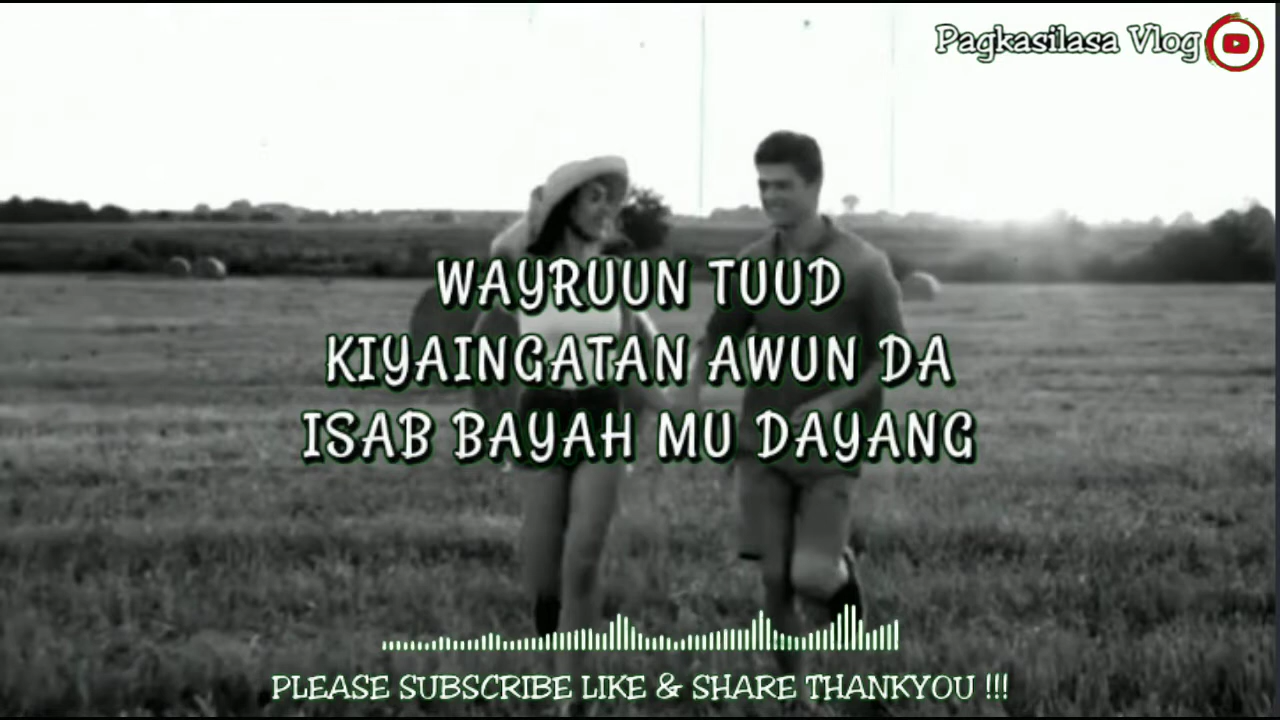 Pagkasilasa Vlog
WAYRUUN TUUD
KIYAINGATAN AWUN DA
ISAB BAYAH MU DAYANG
PLEASE SUBSCRIBE LIKE & SHARE THANKYOU !!!